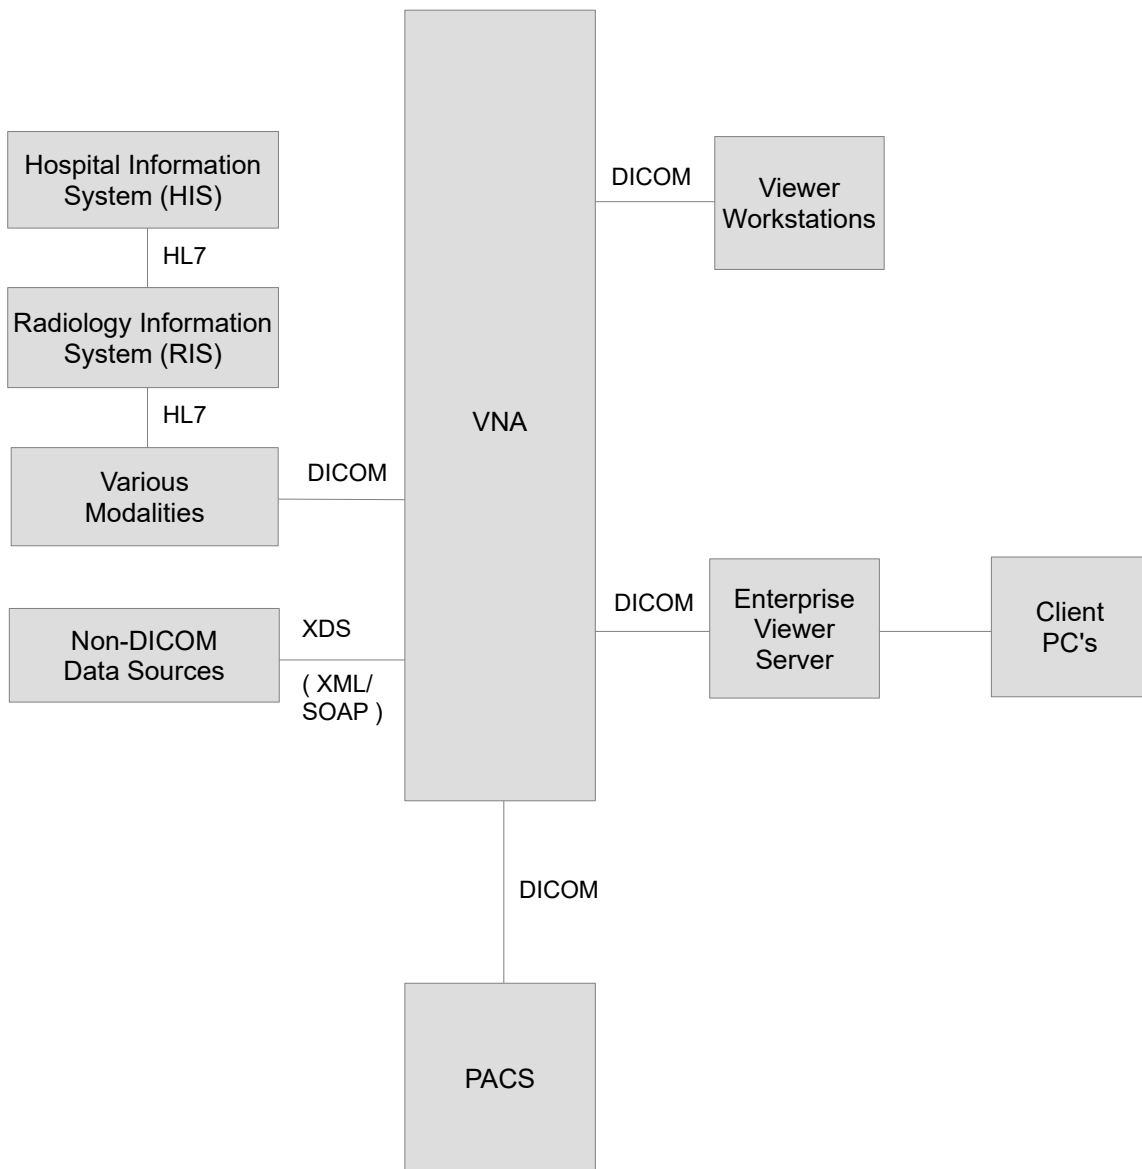 Hospital Information
System (HIS)
HL7
Radiology Information
System (RIS)
HL7
Various
Modalities
DICOM
Non-DICOM
Data Sources
XDS
( XML/
SOAP )
VNA
DICOM
Viewer
Workstations
DICOM
Enterprise
Viewer
Server
Client
PC's
DICOM
PACS